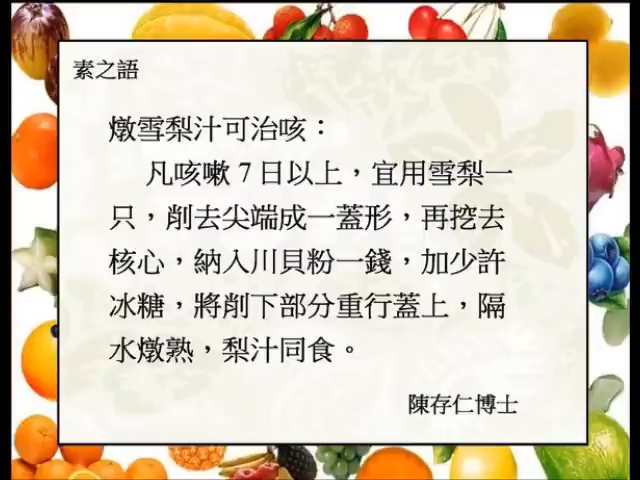 素之語
燉雪梨汁可治咳：
凡咳嗽7日以上，宜用雪梨一
只，削去尖端成一蓋形，再挖去
核心，納入川貝粉一錢，加少許
冰糖，將削下部分重行蓋上，隔
水燉熟，梨汁同食。
陳存仁博士